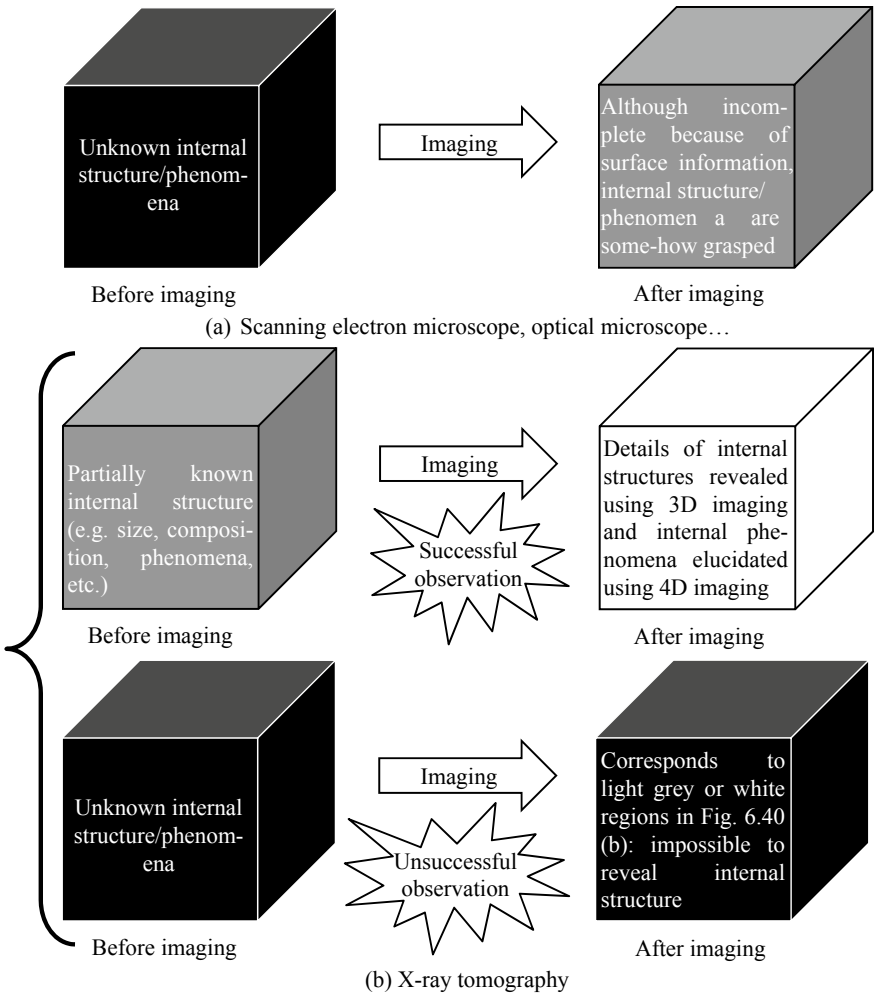 Unknown internal
structure/phenom-
ena
Imaging
Although incom-
plete because of
surface information,
internal structure/
phenomen a are
some-how grasped
Before imaging
After imaging
(a) Scanning electron microscope, optical microscope…
Partially known
internal structure
(e.g. size, composi-
tion, phenomena,
etc.)
Imaging
Successful
observation
Details of internal
structures revealed
using 3D imaging
and internal phe-
nomena elucidated
using 4D imaging
Before imaging
After imaging
Unknown internal
structure/phenom-
ena
Imaging
Unsuccessful
observation
Corresponds to
light grey or white
regions in Fig. 6.40
(b): impossible to
reveal internal
structure
Before imaging
After imaging
(b) X-ray tomography